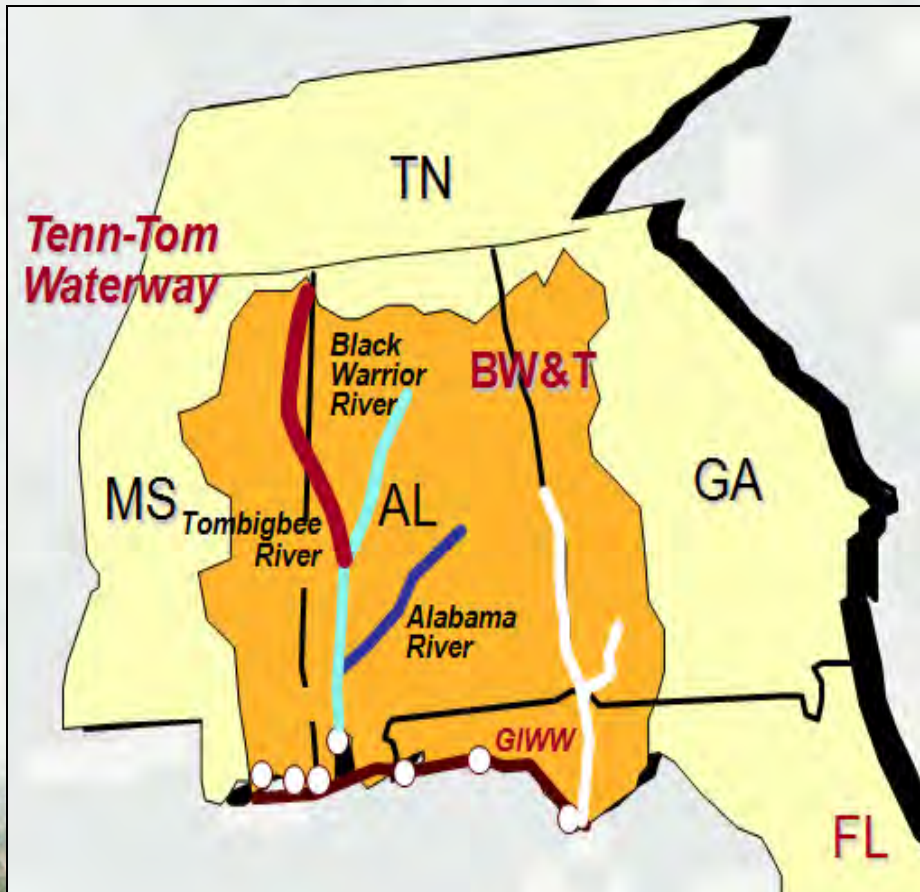 TN
Tenn-Tom
Waterway
Black
Warrior
River
BW&T
MS
AL
GA
Tombigbee
River
Alabama
River
GIWW
FL